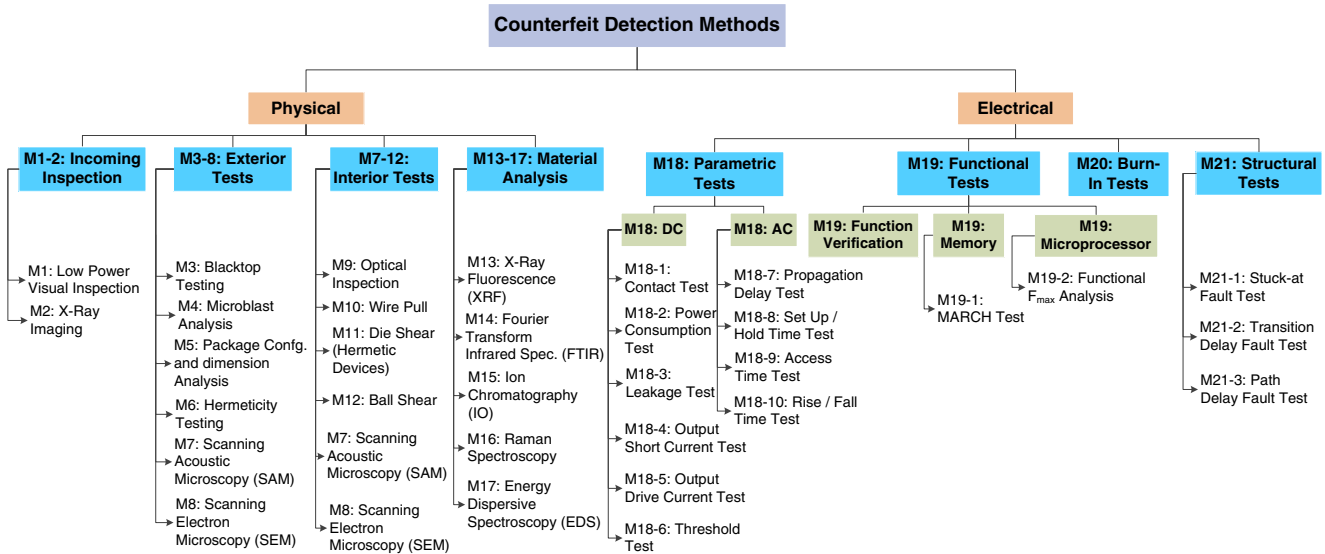 Counterfeit Detection Methods
Physical
Electrical
M1-2: Incoming
Inspection
M3-8: Exterior
Tests
M7-12:
Interior Tests
M13-17: Material
Analysis
M18: Parametric
Tests
M19: Functional
Tests
M20: Burn-
In Tests
M21: Structural
Tests
M18: DC
M18: AC
M19: Function
Verification
M19:
Memory
M19:
Microprocessor
M1: Low Power
Visual Inspection
M2: X-Ray
Imaging
M3: Blacktop
Testing
M4: Microblast
Analysis
M5: Package Confg.
and dimension
Analysis
M6: Hermeticity
Testing
M7: Scanning
Acoustic
Microscopy (SAM)
M8: Scanning
Electron
Microscopy (SEM)
M9: Optical
Inspection
M10: Wire Pull
M11: Die Shear
(Hermetic
Devices)
M12: Ball Shear
M7: Scanning
Acoustic
Microscopy (SAM)
M8: Scanning
Electron
Microscopy (SEM)
M13: X-Ray
Fluorescence
(XRF)
M14: Fourier
Transform
Infrared Spec. (FTIR)
M15: Ion
Chromatography
(IO)
M16: Raman
Spectroscopy
M17: Energy
Dispersive
Spectroscopy (EDS)
M18-1:
Contact Test
M18-2: Power
Consumption
Test
M18-3:
Leakage Test
M18-4: Output
Short Current Test
M18-5: Output
Drive Current Test
M18-6: Threshold
Test
M18-7: Propagation
Delay Test
M18-8: Set Up /
Hold Time Test
M18-9: Access
Time Test
M18-10: Rise / Fall
Time Test
M19-1:
MARCH Test
M19-2: Functional
Fmax Analysis
M21-1: Stuck-at
Fault Test
M21-2: Transition
Delay Fault Test
M21-3: Path
Delay Fault Test